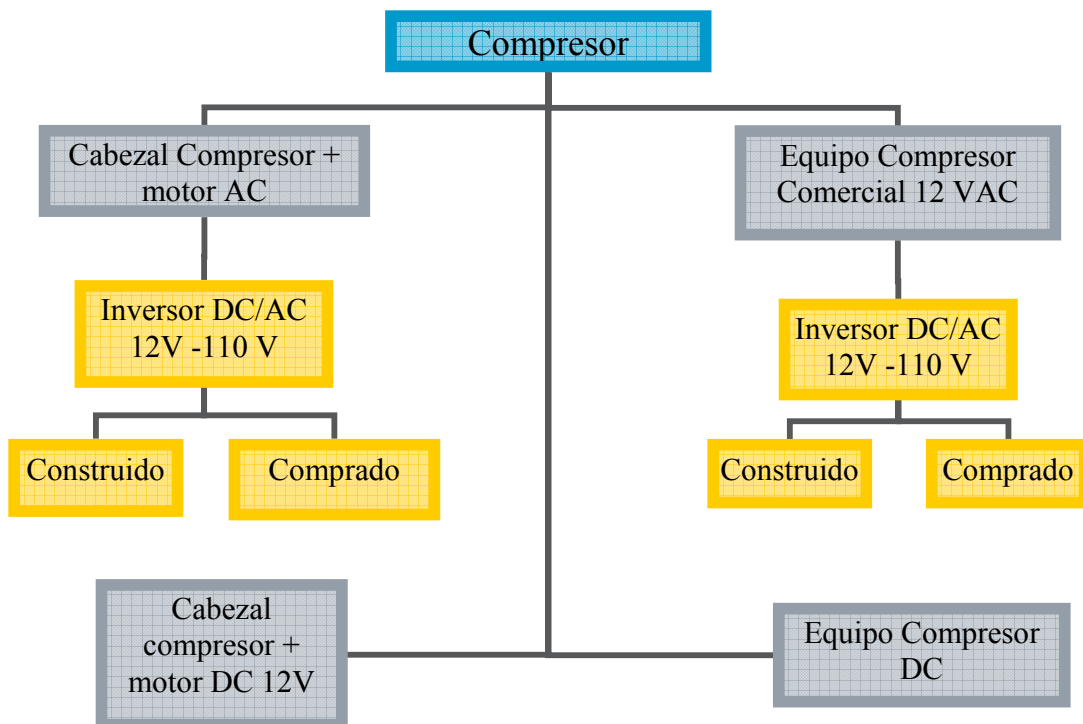 Compresor
Cabezal Compresor +
motor AC
Equipo Compresor
Comercial 12 VAC
Inversor DC/AC
12V -110 V
Inversor DC/AC
12V -110 V
Construido
Comprado
Construido
Comprado
Cabezal
compresor +
motor DC 12V
Equipo Compresor
DC